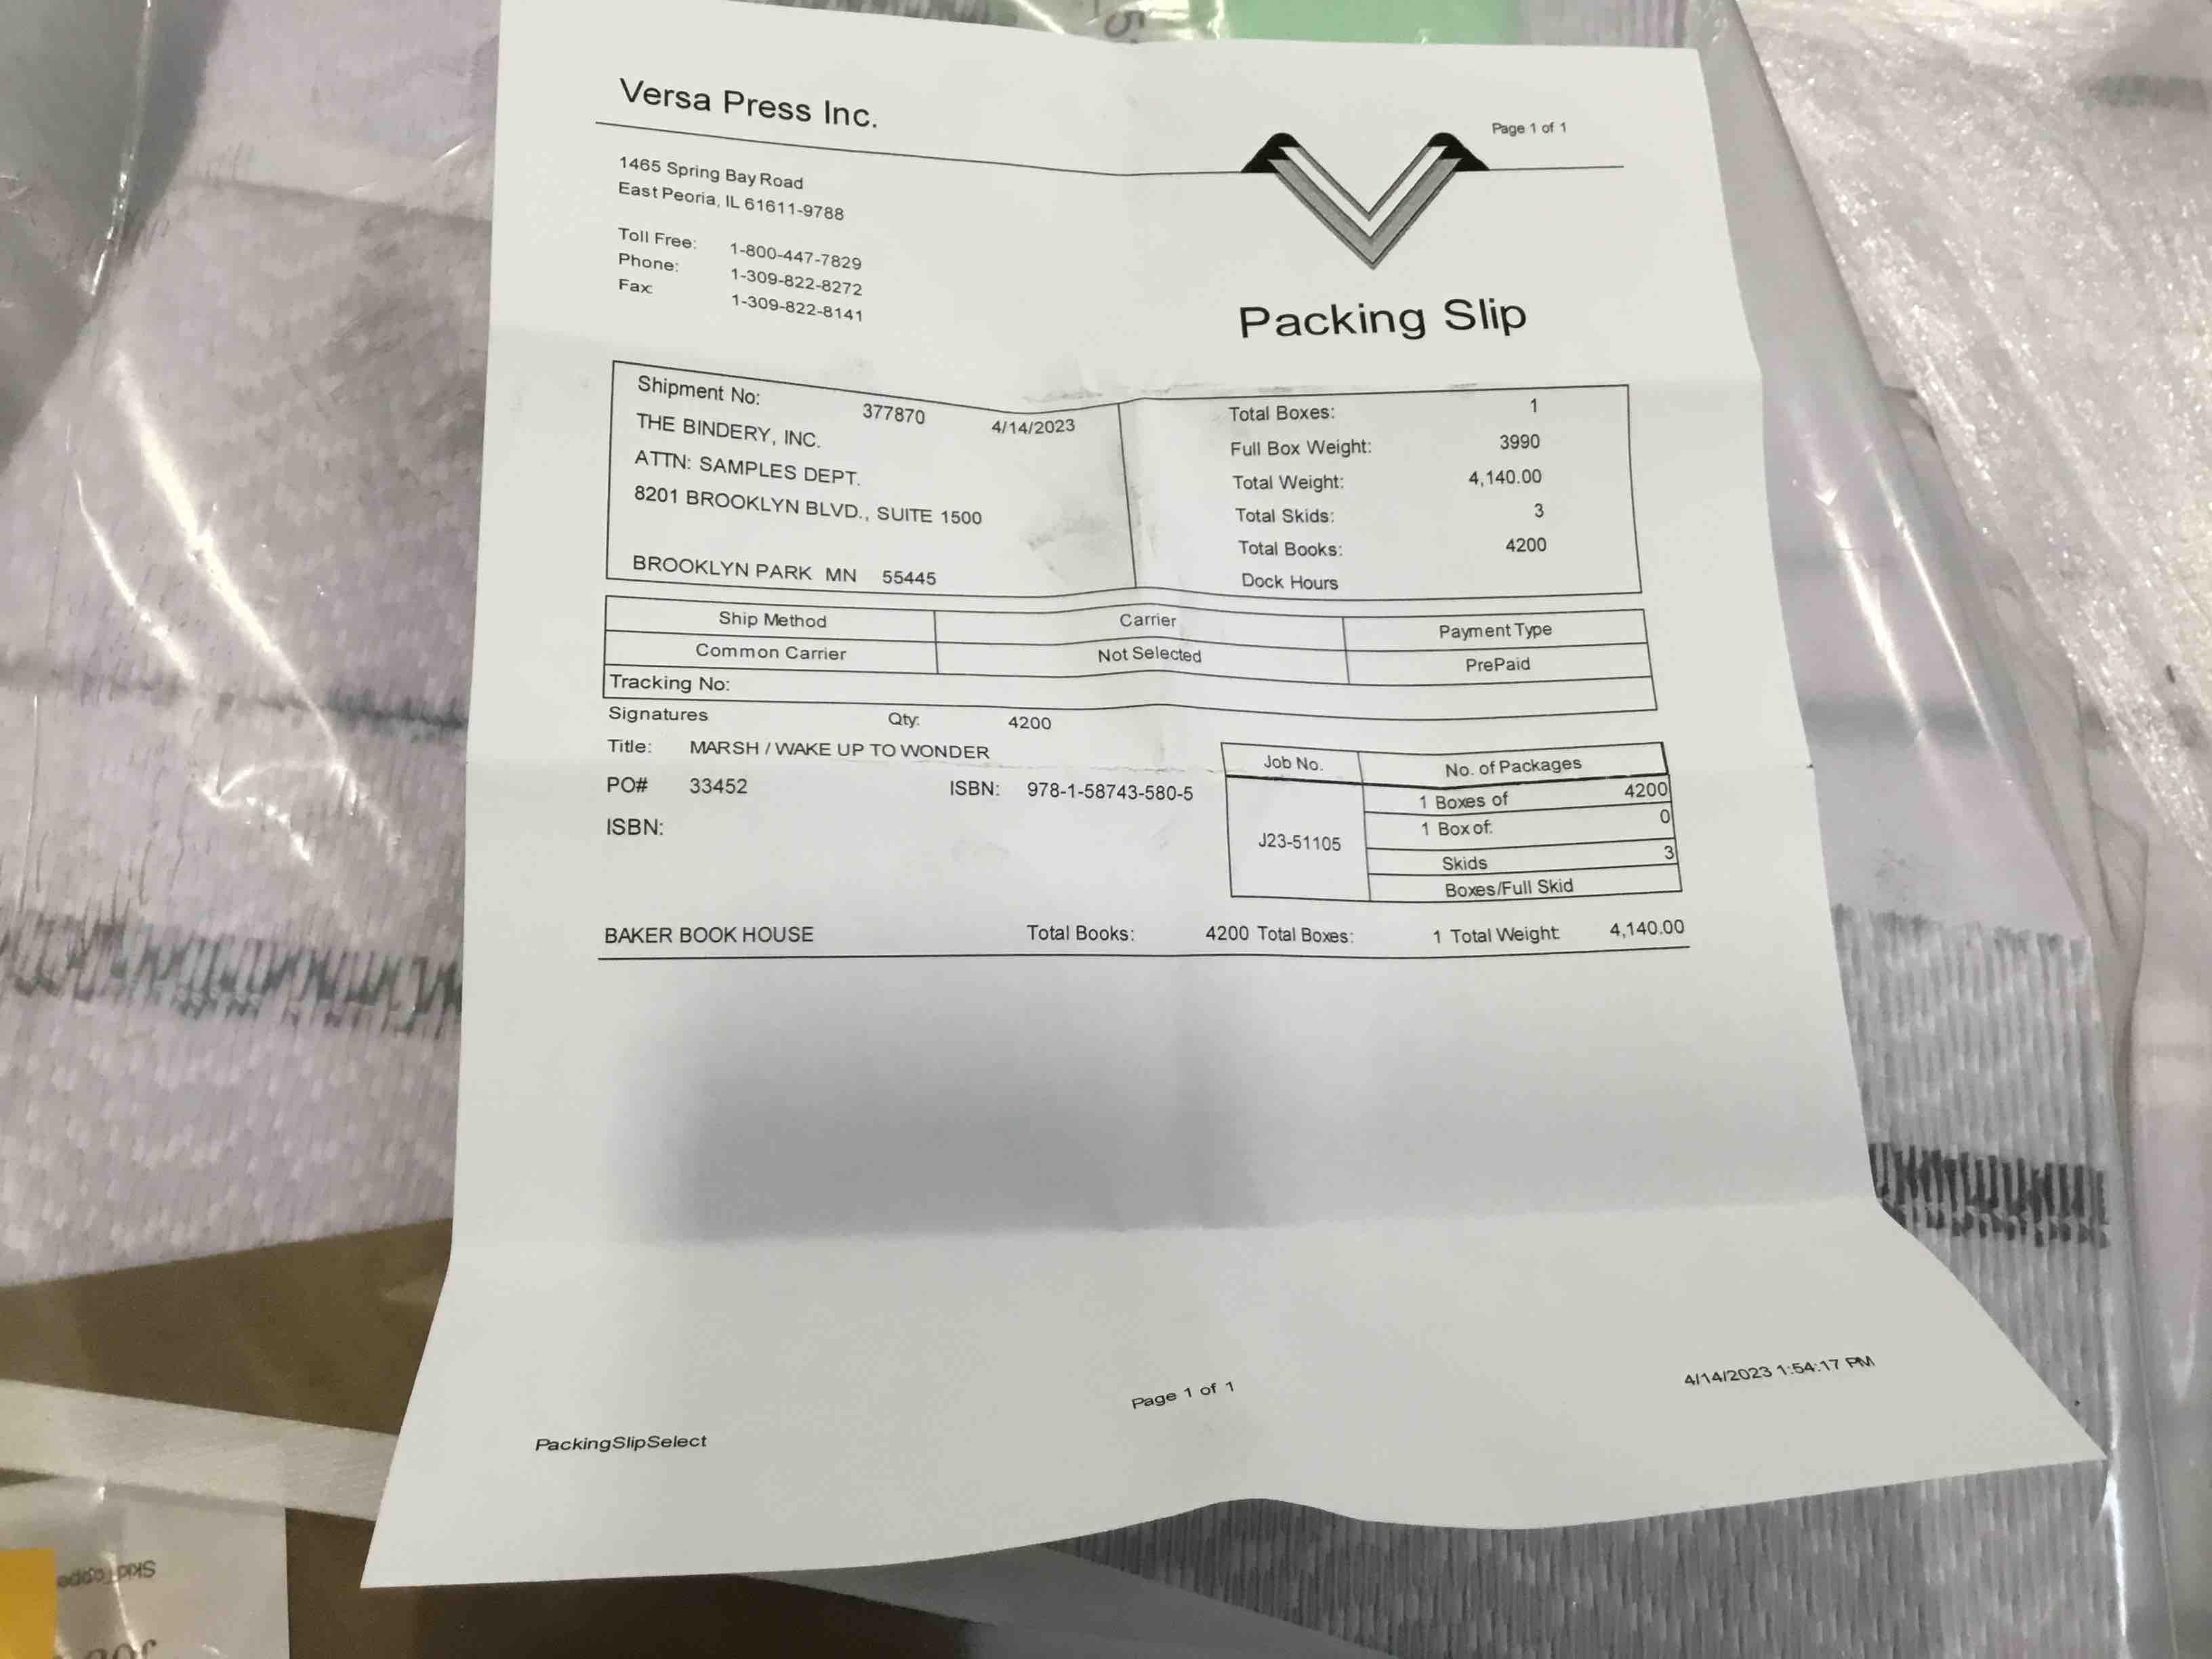 Versa Press Inc.
Page 1 of 1
1465 Spring Bay Road
East Peoria, IL 61611-9788
Toll Free: 1-800-447-7829
Phone: 1-309-822-8272
Fax: 1-309-822-8141
Packing Slip
Shipment No: 377870 4/14/2023
THE BINDERY, INC.
ATTN: SAMPLES DEPT.
8201 BROOKLYN BLVD., SUITE 1500
BROOKLYN PARK MN 55445
Total Boxes: 1
Full Box Weight: 3990
Total Weight: 4,140.00
Total Skids: 3
Total Books: 4200
Dock Hours
Ship Method Carrier Payment Type
Common Carrier Not Selected PrePaid
Tracking No:
Signatures Qty: 4200
Title: MARSH / WAKE UP TO WONDER
PO# 33452 ISBN: 978-1-58743-580-5
ISBN:
Job No. No. of Packages
J23-51105
1 Boxes of 4200
1 Box of: 0
Skids 3
Boxes/Full Skid
BAKER BOOK HOUSE Total Books: 4200 Total Boxes: 1 Total Weight: 4,140.00
PackingSlipSelect
Page 1 of 1
4/14/2023 1:54:17 PM